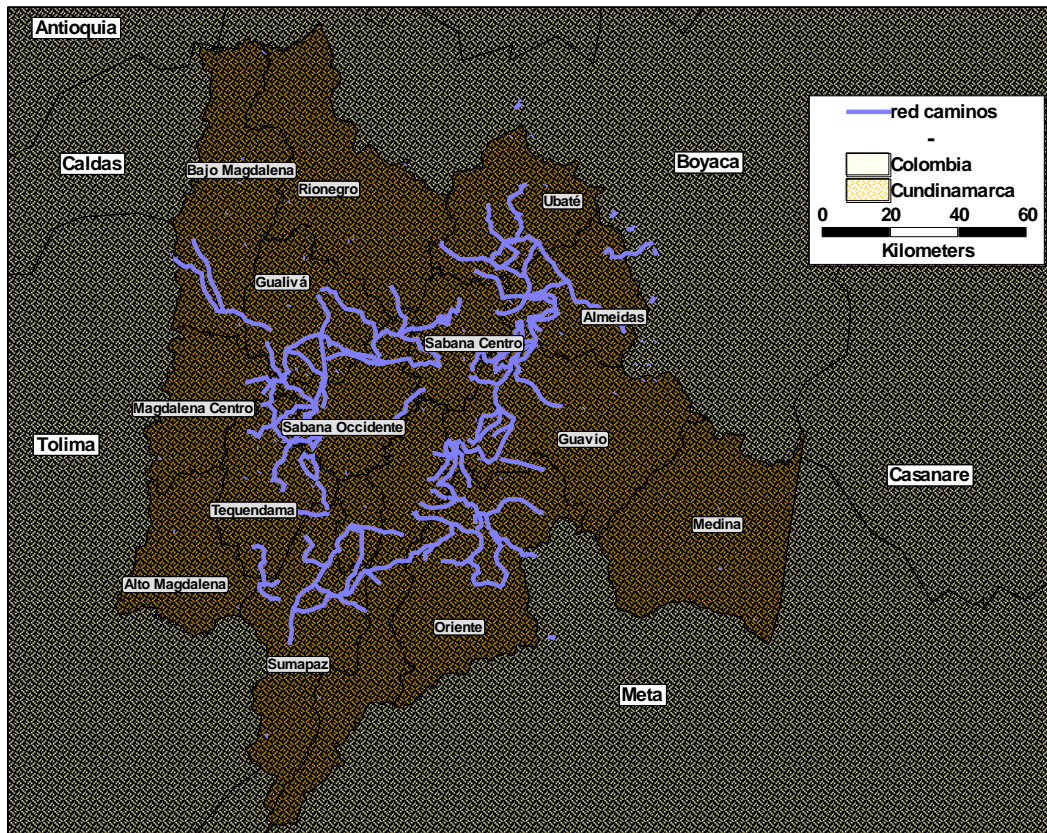 Antioquia
red caminos
-
Colombia
Cundinamarca
0 20 40 60
Kilometers
Caldas
Boyaca
Bajo Magdalena
Rionegro
Ubaté
Gualivá
Almeidas
Sabana Centro
Magdalena Centro
Sabana Occidente
Guavio
Tolima
Casanare
Tequendama
Medina
Alto Magdalena
Oriente
Sumapaz
Meta